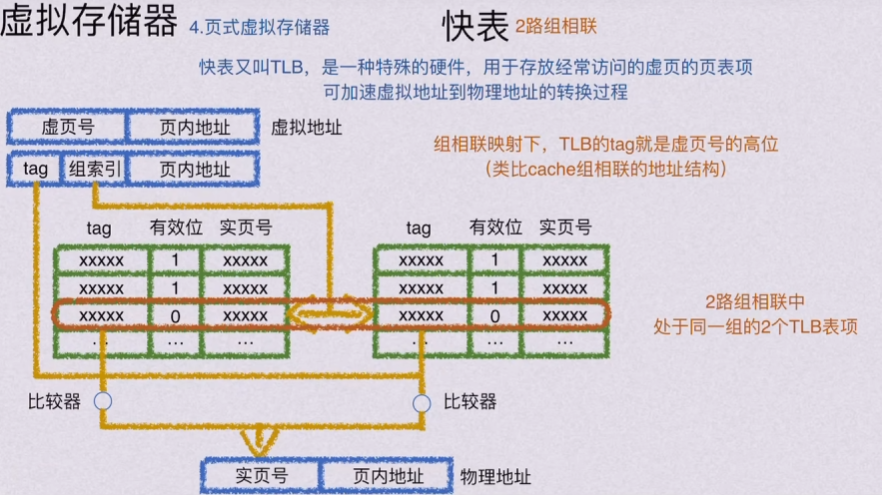 虚拟存储器 4.页式虚拟存储器 快表 2路组相联
快表又叫TLB，是一种特殊的硬件，用于存放经常访问的虚页的页表项
可加速虚拟地址到物理地址的转换过程
虚页号 页内地址 虚拟地址
tag 组索引 页内地址
组相联映射下，TLB的tag就是虚页号的高位
（类比cache组相联的地址结构）
tag 有效位 实页号 tag 有效位 实页号
xxxxx 1 xxxxx xxxxx 1 xxxxx
xxxxx 1 xxxxx xxxxx 1 xxxxx
xxxxx 0 xxxxx xxxxx 0 xxxxx
… … … … … …
2路组相联中
处于同一组的2个TLB表项
比较器 比较器
实页号 页内地址 物理地址